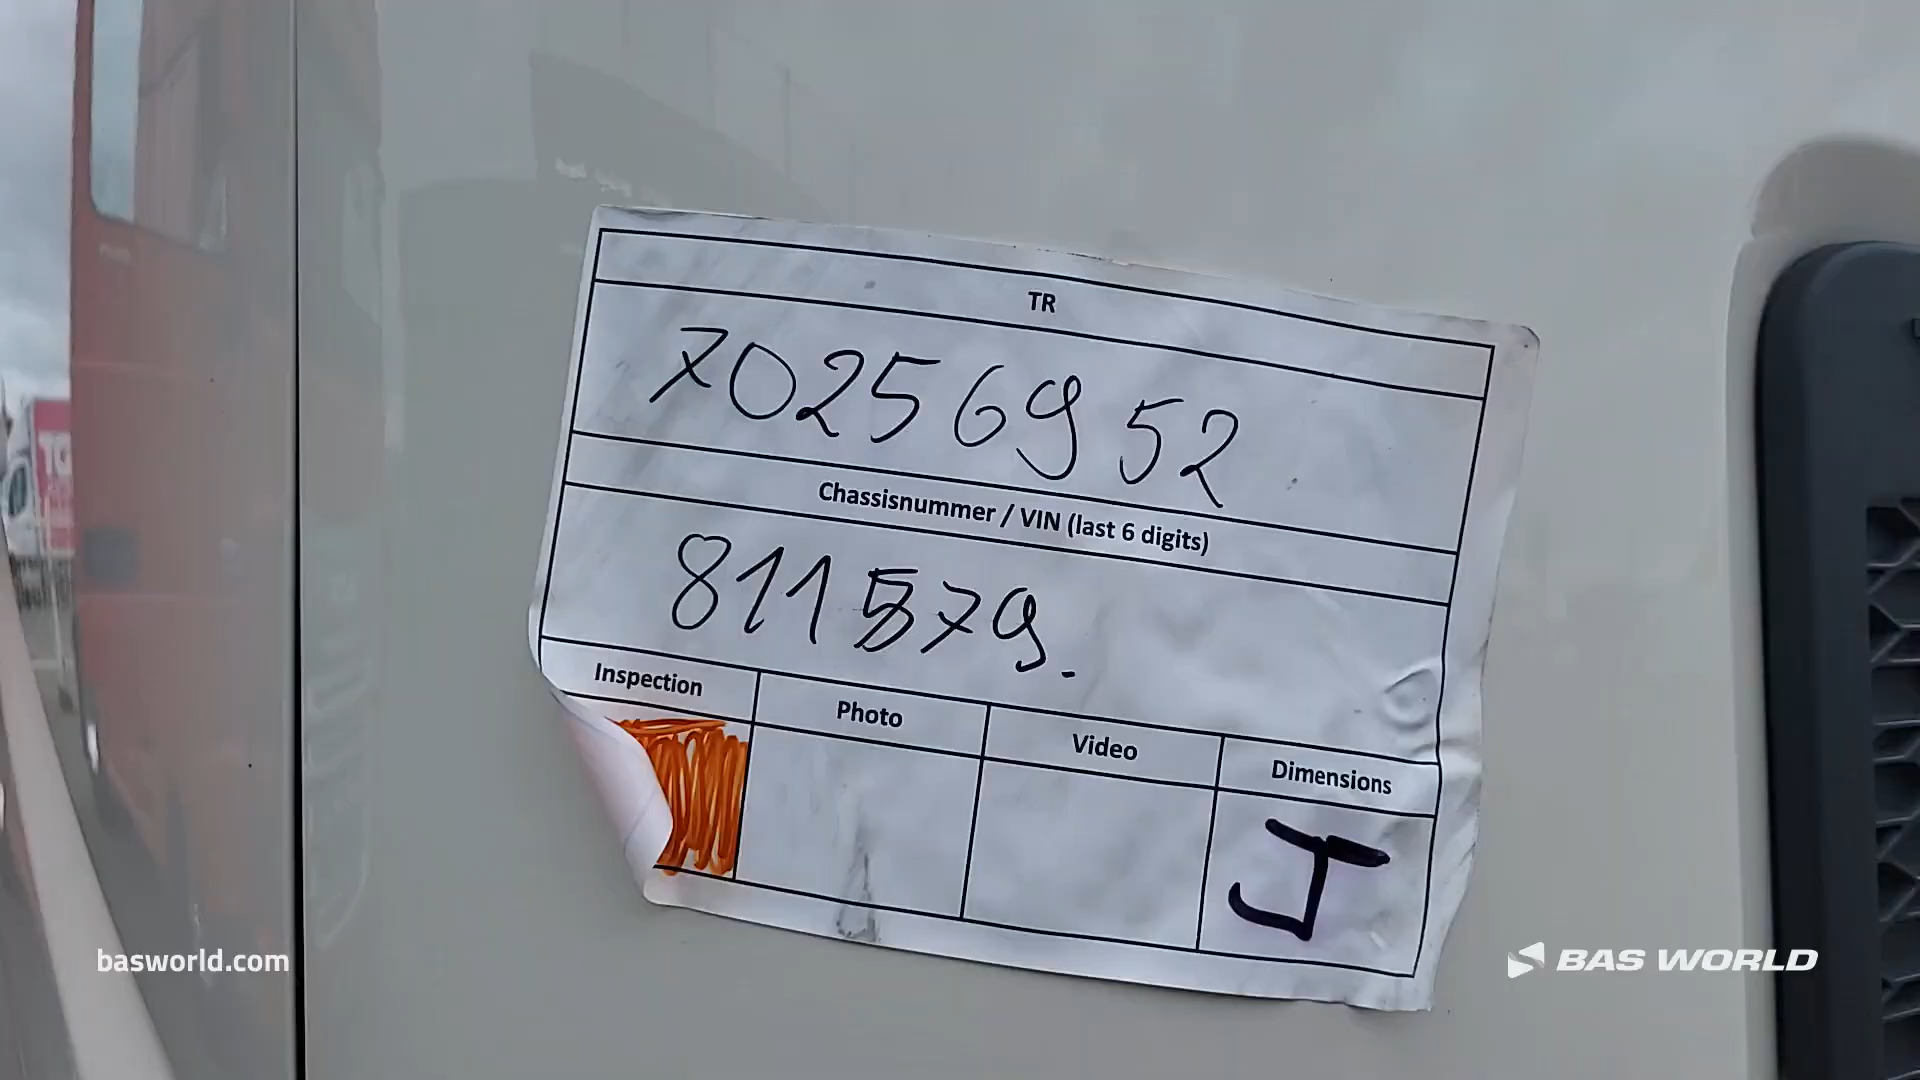 TR
70256952
Chassisnummer / VIN (last 6 digits)
811579.
Inspection Photo Video Dimensions
J
basworld.com
BAS WORLD